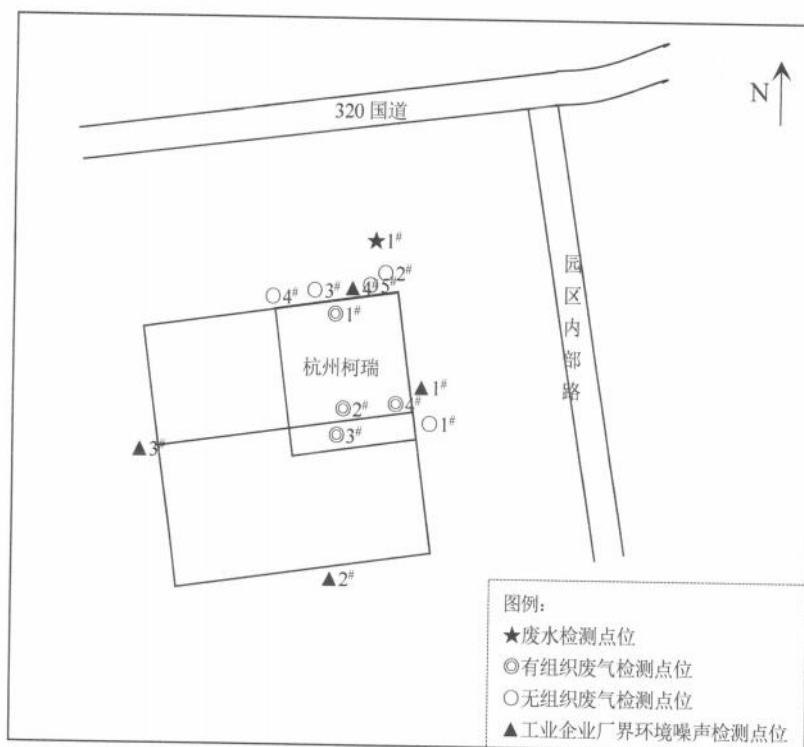 320 国道
N
★1#
○2#
○4#
○3#
▲4#
○5#
◎1#
园区内部路
杭州柯瑞
▲1#
◎2#
◎4#
○1#
◎3#
▲3#
▲2#
图例:
★废水检测点位
◎有组织废气检测点位
○无组织废气检测点位
▲工业企业厂界环境噪声检测点位